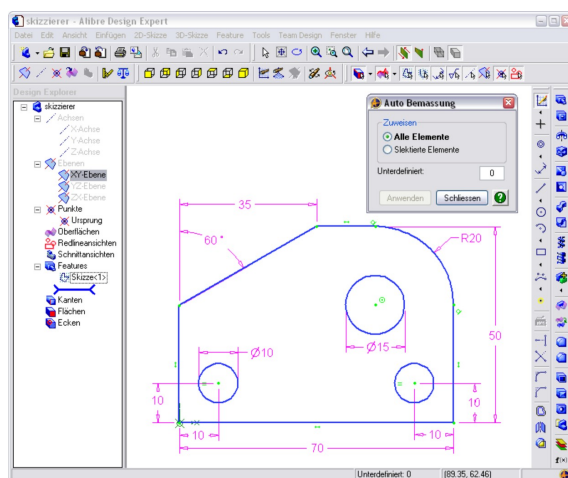 skizzierer - Alibre Design Expert
Datei Edit Ansicht Einfügen 2D-Skizze 3D-Skizze Feature Tools Team Design Fenster Hilfe
Design Explorer
skizzierer
Achsen
X-Achse
Y-Achse
Z-Achse
Ebenen
XY-Ebene
YZ-Ebene
ZX-Ebene
Punkte
Ursprung
Oberflächen
Redlineansichten
Schnittansichten
Features
Skizze<1>
Kanten
Flächen
Ecken
Auto Bemassung
Zuweisen
Alle Elemente
Slektierte Elemente
Unterdefiniert: 0
Anwenden Schliessen
35
60°
R20
50
Ø15
Ø10
10
10
10
10
70
f(x)
Unterdefiniert: 0 (89.35, 62.46)